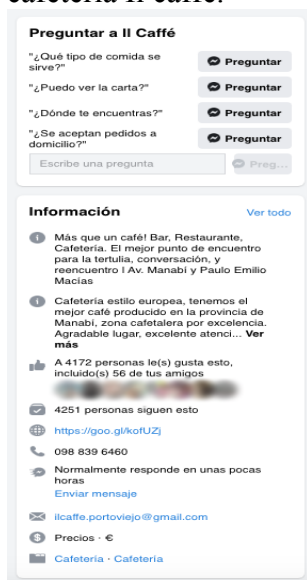 cafetería Il caffé.
Preguntar a Il Caffé
"¿Qué tipo de comida se
sirve?"
Preguntar
"¿Puedo ver la carta?"
Preguntar
"¿Dónde te encuentras?"
Preguntar
"¿Se aceptan pedidos a
domicilio?"
Preguntar
Escribe una pregunta
Preg...
Información
Ver todo
Más que un café! Bar, Restaurante,
Cafetería. El mejor punto de encuentro
para la tertulia, conversación, y
reencuentro l Av. Manabi y Paulo Emilio
Macías
Cafetería estilo europea, tenemos el
mejor café producido en la provincia de
Manabí, zona cafetalera por excelencia.
Agradable lugar, excelente atenci... Ver
más
A 4172 personas le(s) gusta esto,
incluido(s) 56 de tus amigos
4251 personas siguen esto
https://goo.gl/kofUZj
098 839 6460
Normalmente responde en unas pocas
horas
Enviar mensaje
ilcaffe.portoviejo@gmail.com
Precios · €
Cafetería · Cafetería